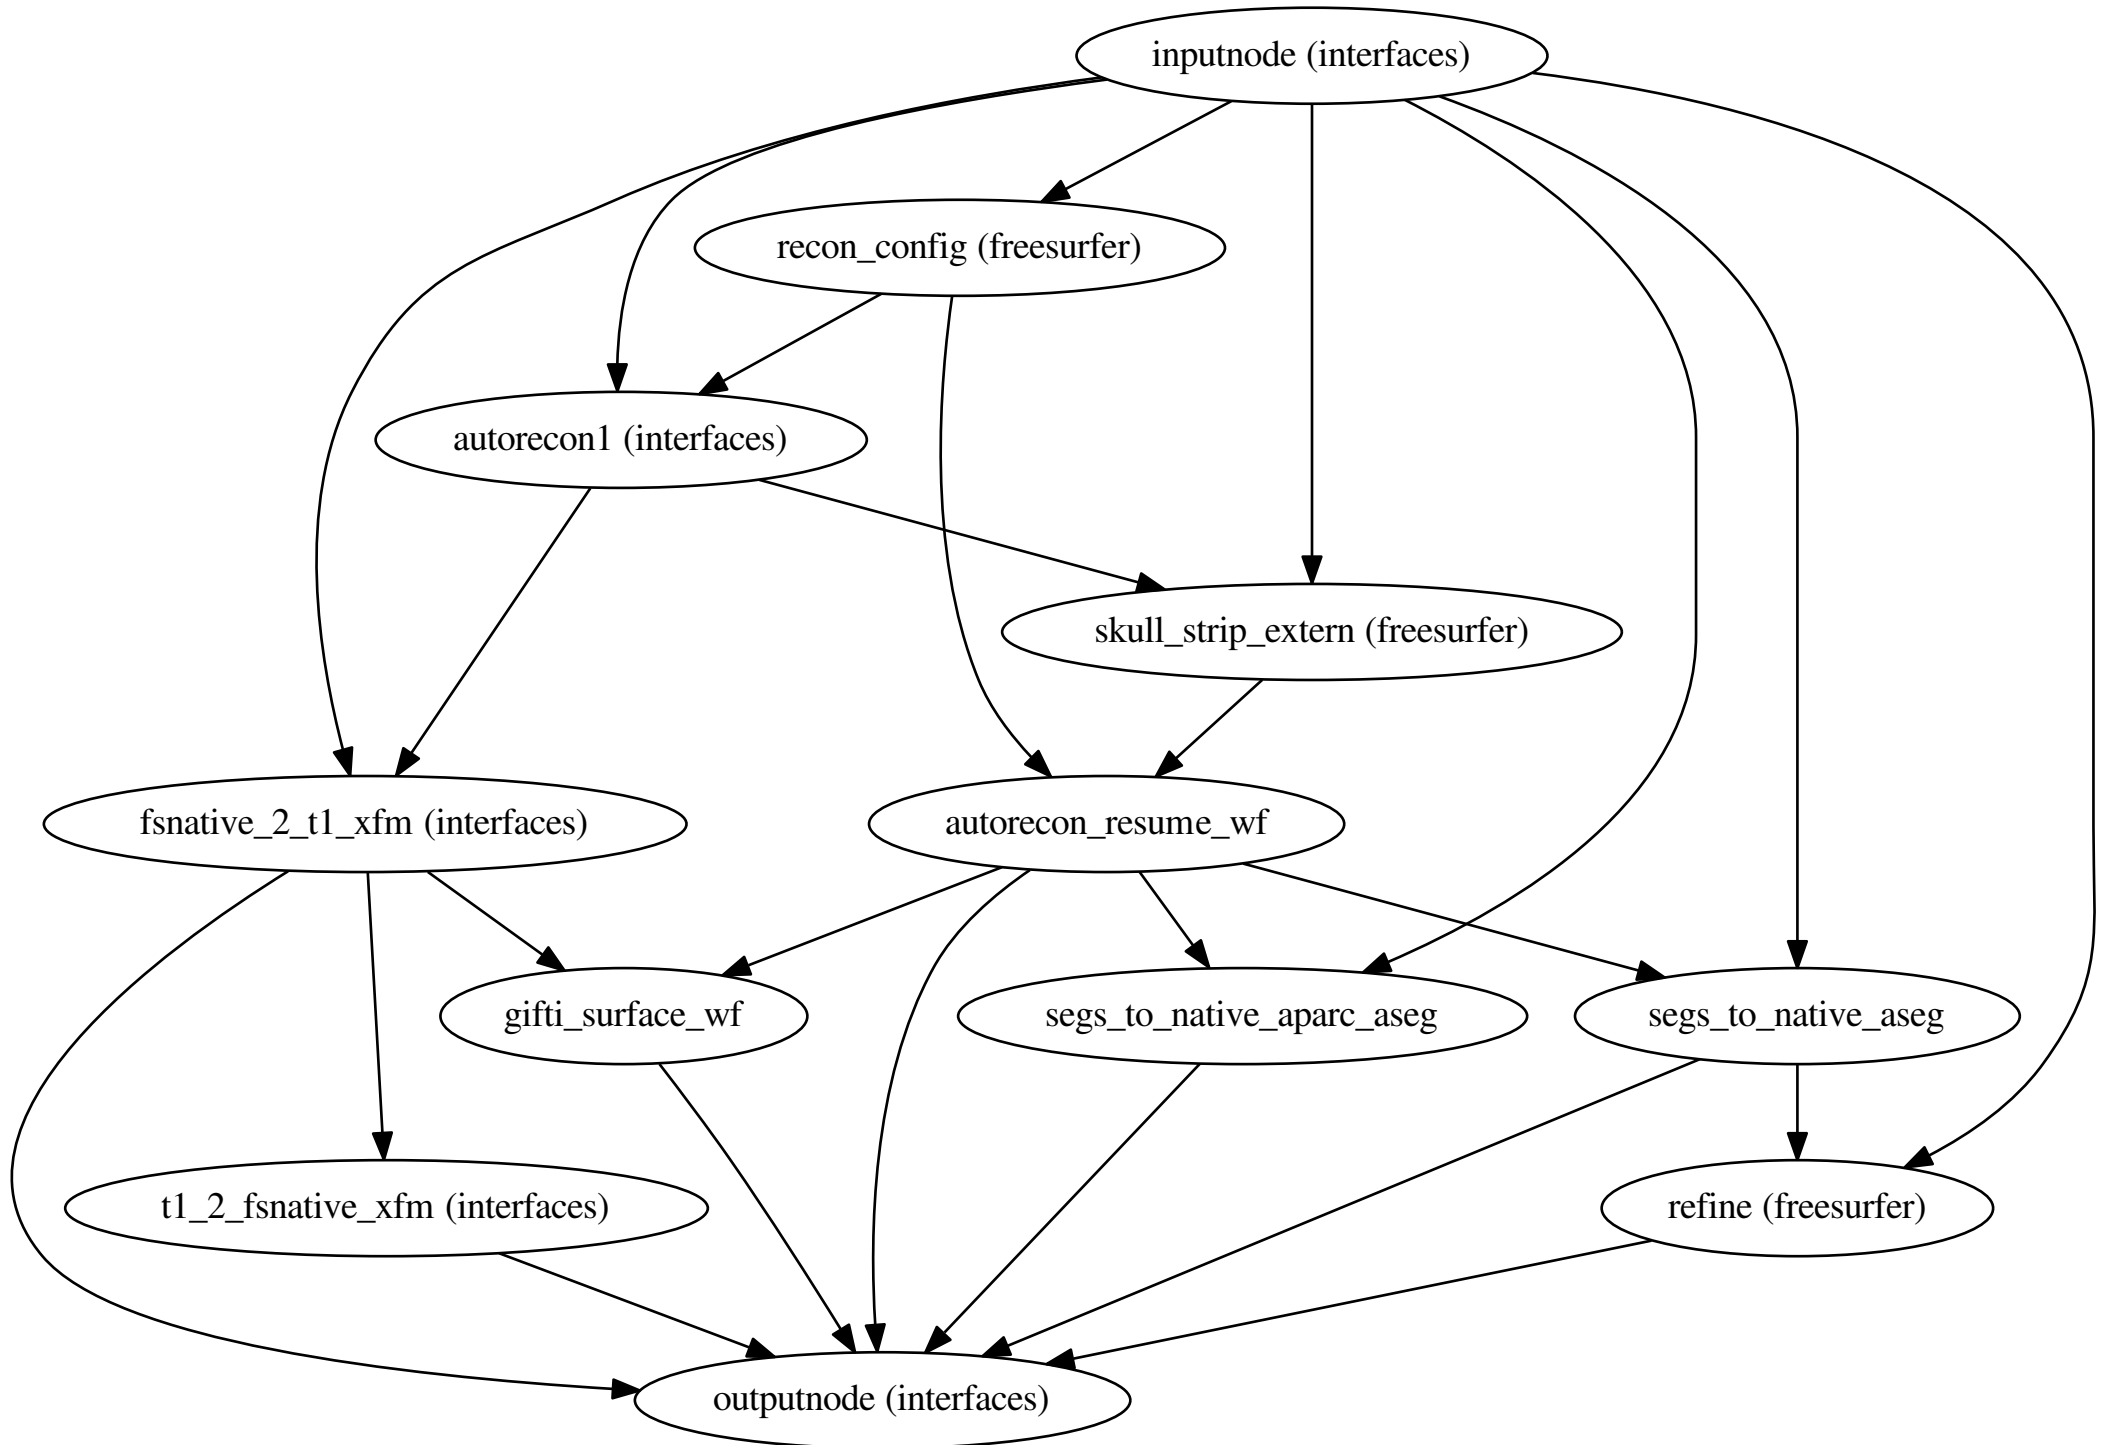 inputnode (interfaces)
recon_config (freesurfer)
autorecon1 (interfaces)
skull_strip_extern (freesurfer)
fsnative_2_t1_xfm (interfaces)
autorecon_resume_wf
gifti_surface_wf
segs_to_native_aparc_aseg
segs_to_native_aseg
t1_2_fsnative_xfm (interfaces)
refine (freesurfer)
outputnode (interfaces)